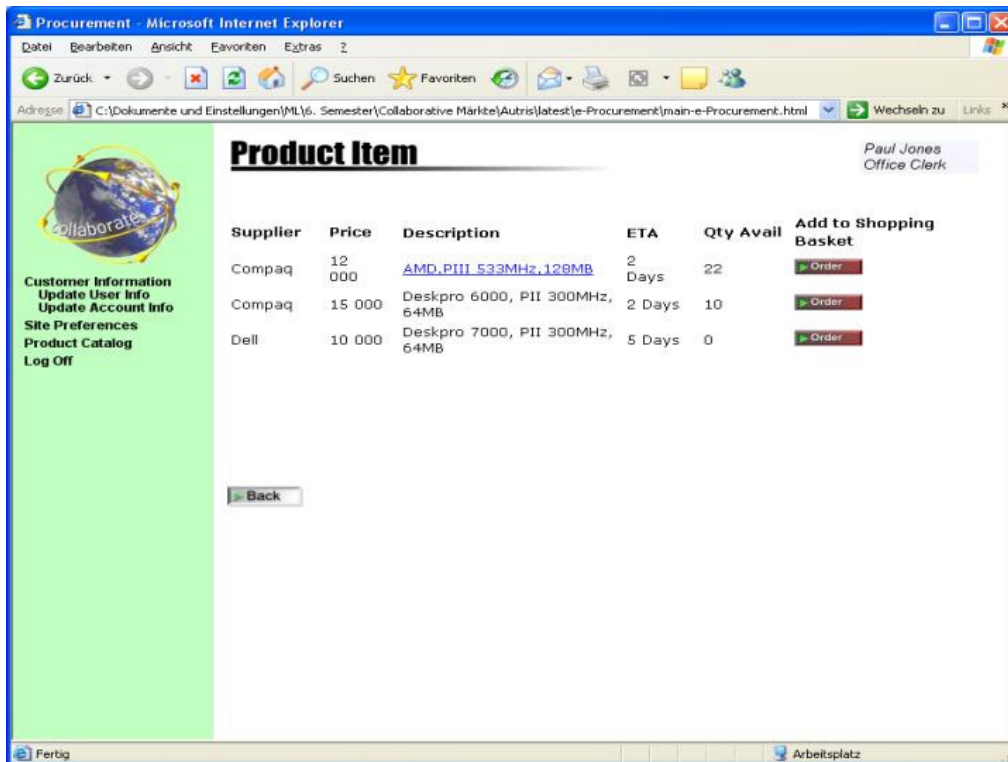 Procurement - Microsoft Internet Explorer
Datei Bearbeiten Ansicht Favoriten Extras ?
Zurück Suchen Favoriten
Adresse C:\Dokumente und Einstellungen\ML\6. Semester\Collaborative Märkte\Autris\latest\e-Procurement\main-e-Procurement.html Wechseln zu Links »
collaborate
Customer Information
Update User Info
Update Account Info
Site Preferences
Product Catalog
Log Off
Product Item
Paul Jones
Office Clerk
Supplier Price Description ETA Qty Avail Add to Shopping
Basket
Compaq 12
000 AMD,PIII 533MHz,128MB 2
Days 22 Order
Compaq 15 000 Deskpro 6000, PII 300MHz,
64MB 2 Days 10 Order
Dell 10 000 Deskpro 7000, PII 300MHz,
64MB 5 Days 0 Order
Back
Fertig Arbeitsplatz